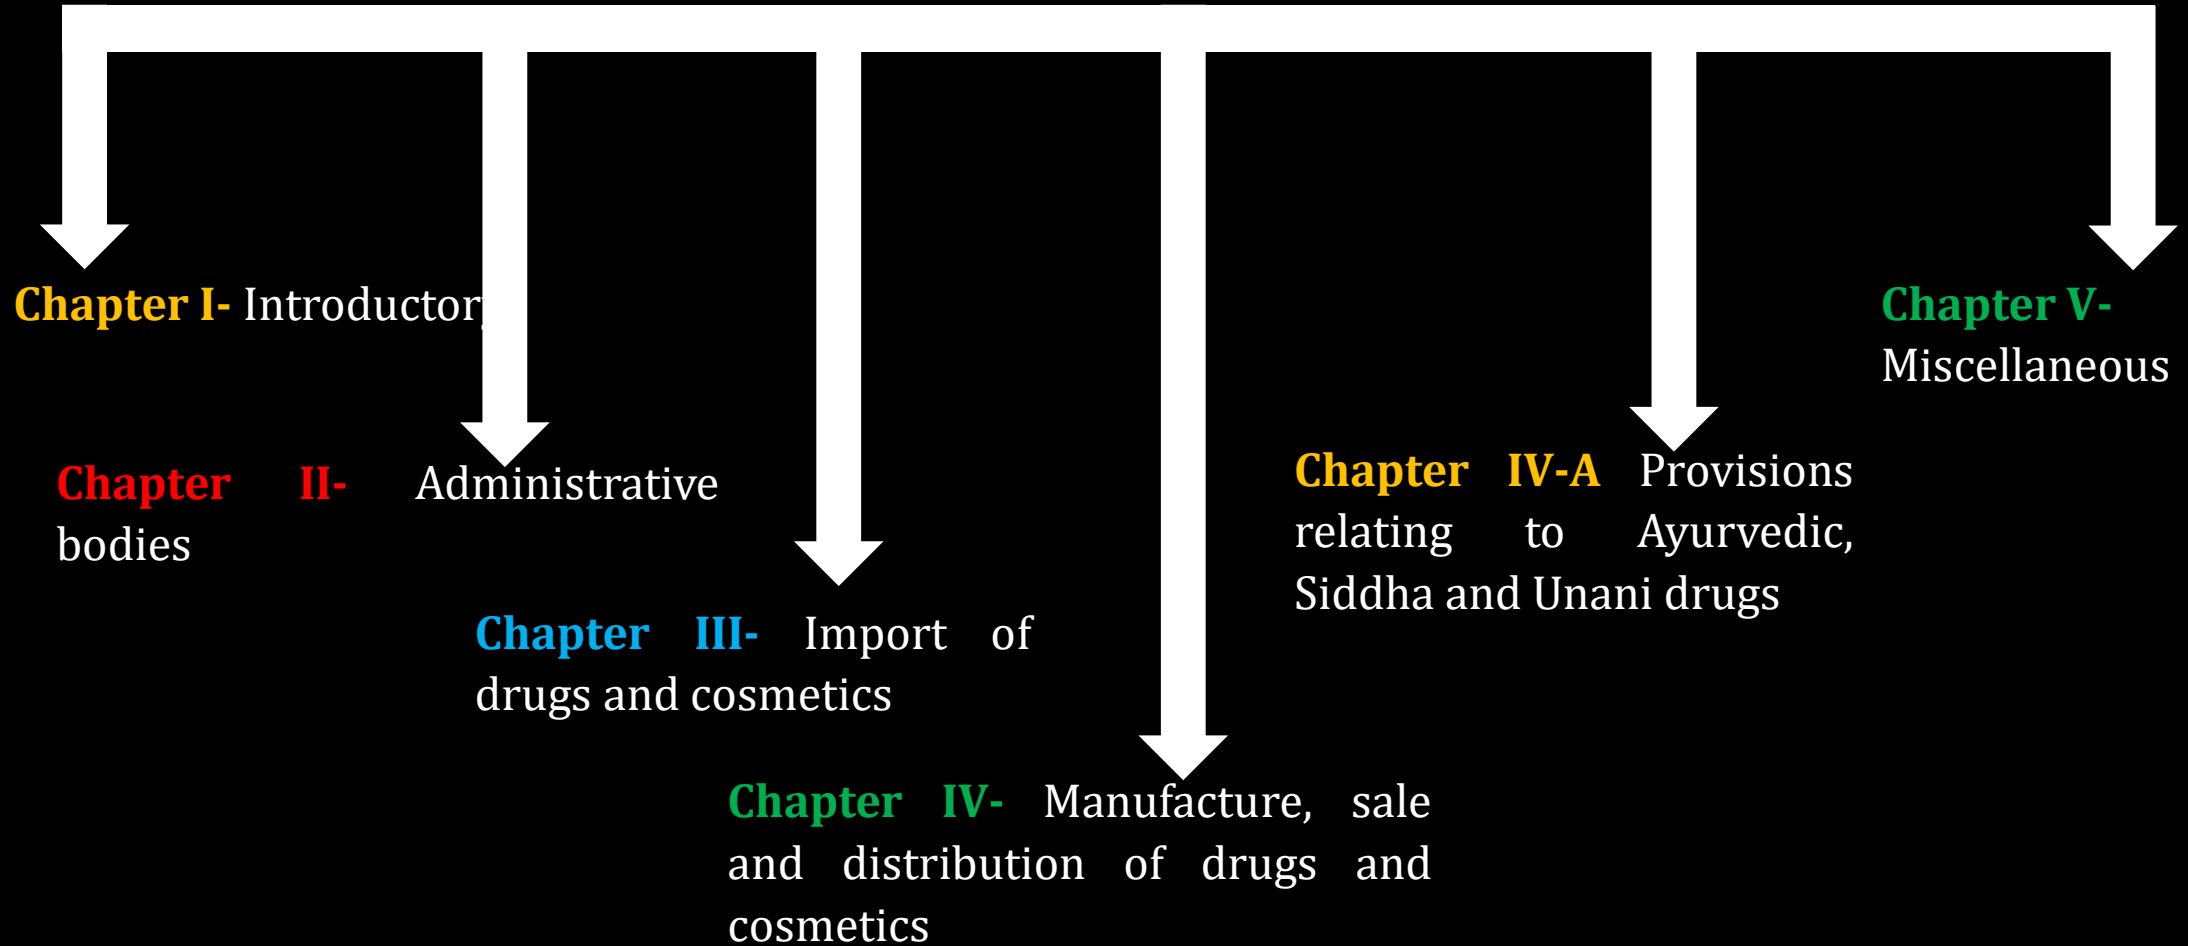 Chapter I- Introductory
Chapter II- Administrative
bodies
Chapter III- Import of
drugs and cosmetics
Chapter IV- Manufacture, sale
and distribution of drugs and
cosmetics
Chapter IV-A Provisions
relating to Ayurvedic,
Siddha and Unani drugs
Chapter V-
Miscellaneous